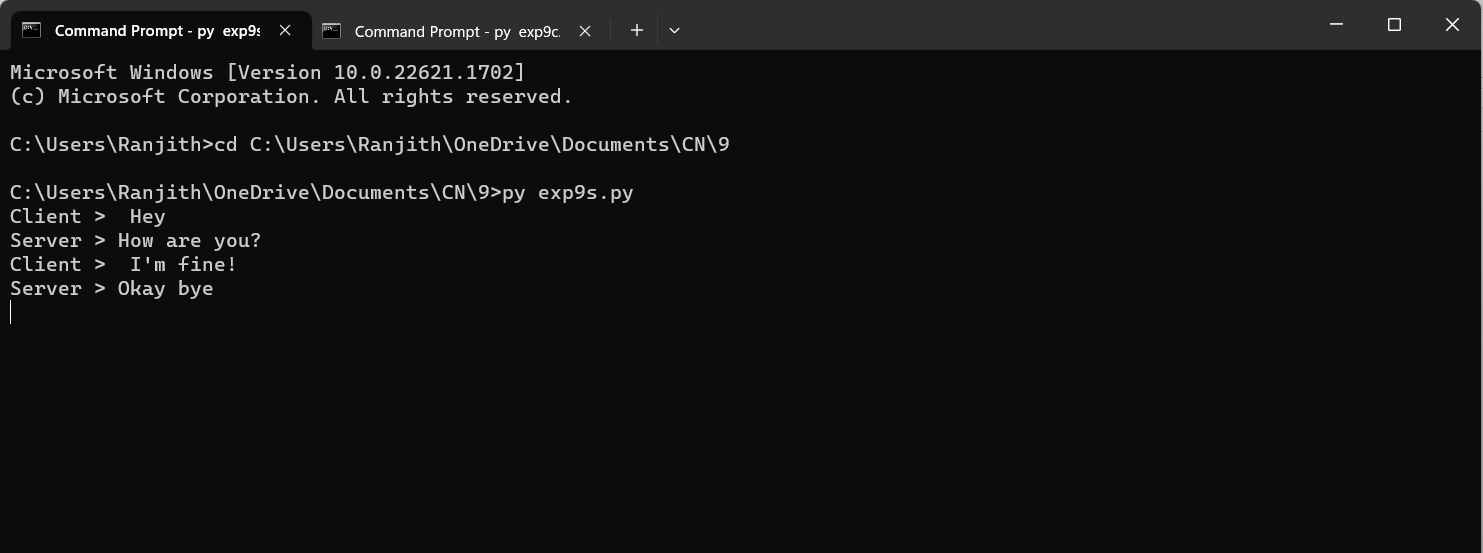 Command Prompt - py exp9s
Command Prompt - py exp9c.
Microsoft Windows [Version 10.0.22621.1702]
(c) Microsoft Corporation. All rights reserved.
C:\Users\Ranjith>cd C:\Users\Ranjith\OneDrive\Documents\CN\9
C:\Users\Ranjith\OneDrive\Documents\CN\9>py exp9s.py
Client >  Hey
Server > How are you?
Client >  I'm fine!
Server > Okay bye